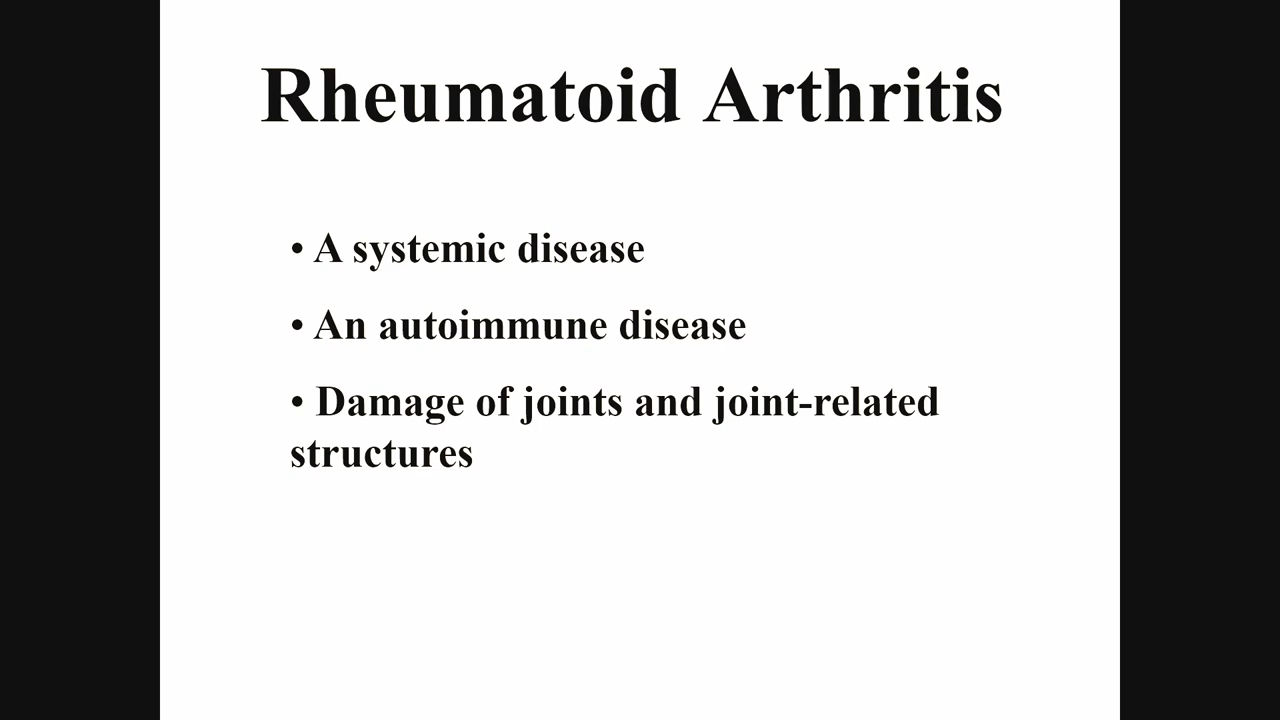 Rheumatoid Arthritis
• A systemic disease
• An autoimmune disease
• Damage of joints and joint-related
structures